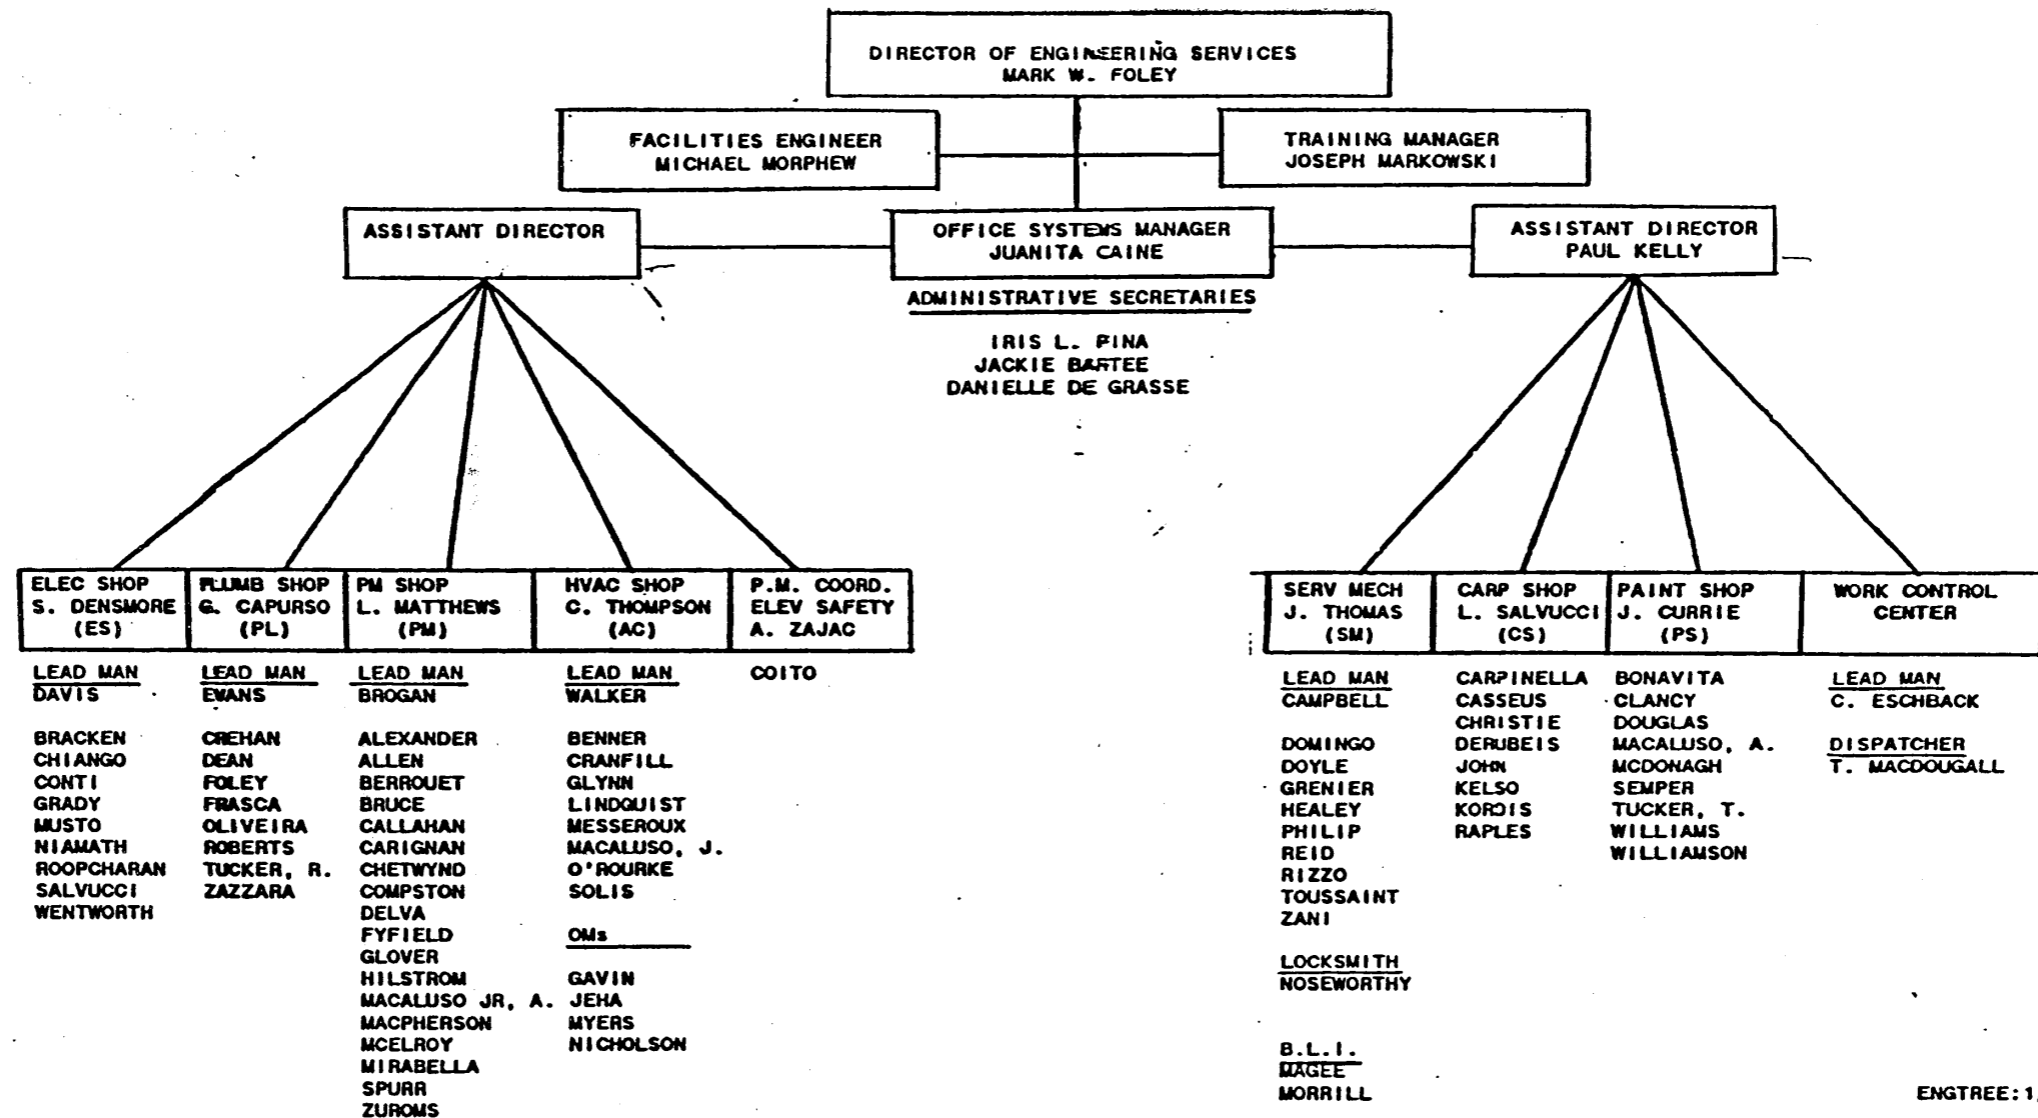 DIRECTOR OF ENGINEERING SERVICES
MARK W. FOLEY
FACILITIES ENGINEER
MICHAEL MORPHEW
TRAINING MANAGER
JOSEPH MARKOWSKI
ASSISTANT DIRECTOR
OFFICE SYSTEMS MANAGER
JUANITA CAINE
ASSISTANT DIRECTOR
PAUL KELLY
ADMINISTRATIVE SECRETARIES
IRIS L. PINA
JACKIE BARTEE
DANIELLE DE GRASSE
ELEC SHOP
S. DENSMORE
(ES)
LEAD MAN
DAVIS
BRACKEN
CHIANGO
CONTI
GRADY
MUSTO
NIAMATH
ROOPCHARAN
SALVUCCI
WENTWORTH
PLUMB SHOP
G. CAPURSO
(PL)
LEAD MAN
EVANS
CREHAN
DEAN
FOLEY
FRASCA
OLIVEIRA
ROBERTS
TUCKER, R.
ZAZZARA
PM SHOP
L. MATTHEWS
(PM)
LEAD MAN
BROGAN
ALEXANDER
ALLEN
BERROUET
BRUCE
CALLAHAN
CARIGNAN
CHETWYND
COMPSTON
DELVA
FYFIELD
GLOVER
HILSTROM
MACALUSO JR, A.
MACPHERSON
MCELROY
MIRABELLA
SPURR
ZUROMS
HVAC SHOP
C. THOMPSON
(AC)
LEAD MAN
WALKER
BENNER
CRANFILL
GLYNN
LINDQUIST
MESSEROUX
MACALUSO, J.
O'ROURKE
SOLIS
OMs
GAVIN
JEHA
MYERS
NICHOLSON
P.M. COORD.
ELEV SAFETY
A. ZAJAC
COITO
SERV MECH
J. THOMAS
(SM)
LEAD MAN
CAMPBELL
DOMINGO
DOYLE
GRENIER
HEALEY
PHILIP
REID
RIZZO
TOUSSAINT
ZANI
LOCKSMITH
NOSEWORTHY
B.L.I.
MAGEE
MORRILL
CARP SHOP
L. SALVUCCI
(CS)
CARPINELLA
CASSEUS
CHRISTIE
DERUBEIS
JOHN
KELSO
KORDIS
RAPLES
PAINT SHOP
J. CURRIE
(PS)
BONAVITA
CLANCY
DOUGLAS
MACALUSO, A.
MCDONAGH
SEMPER
TUCKER, T.
WILLIAMS
WILLIAMSON
WORK CONTROL
CENTER
LEAD MAN
C. ESCHBACK
DISPATCHER
T. MACDOUGALL
ENGTREE:1